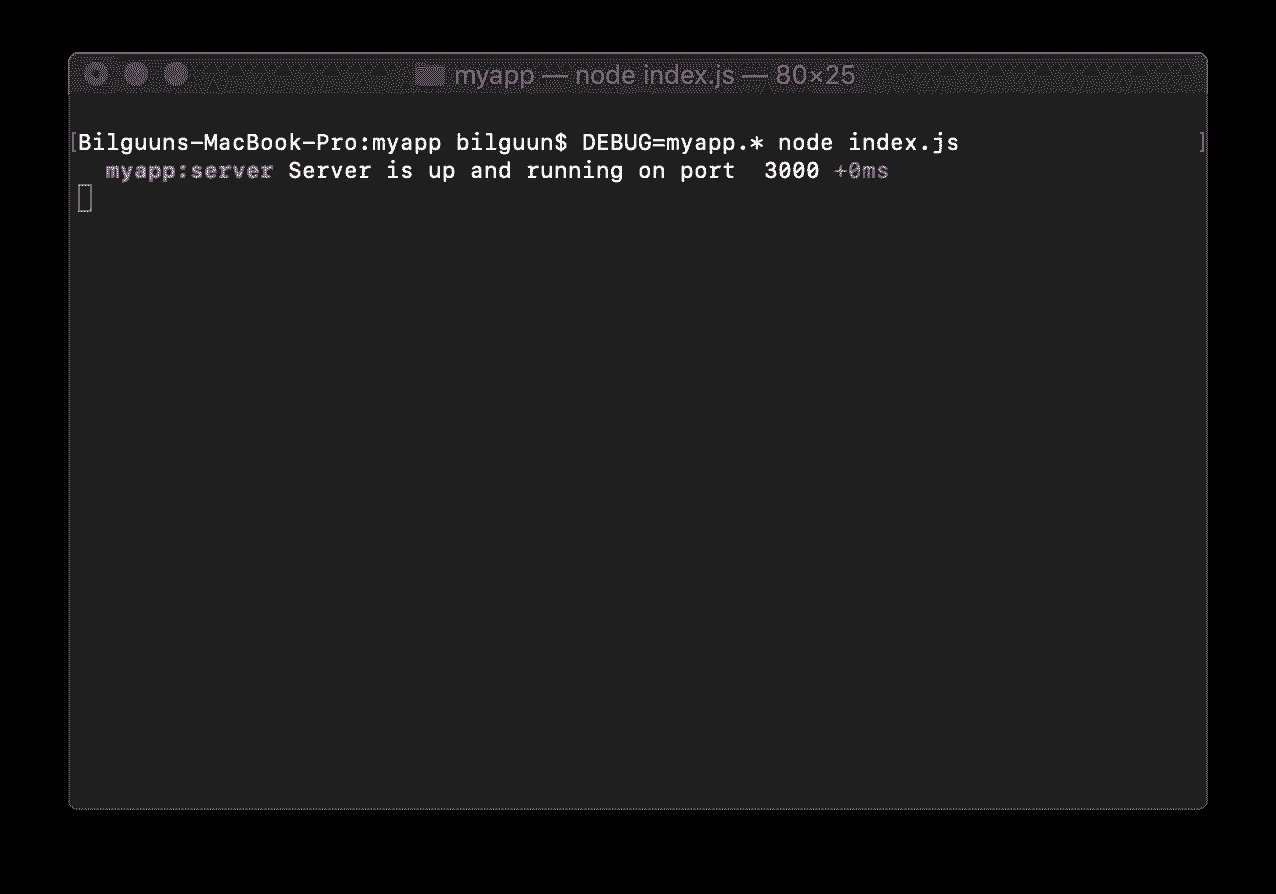 myapp — node index.js — 80×25
[Bilguuns-MacBook-Pro:myapp bilguun$ DEBUG=myapp.* node index.js ]
myapp:server Server is up and running on port  3000 +0ms